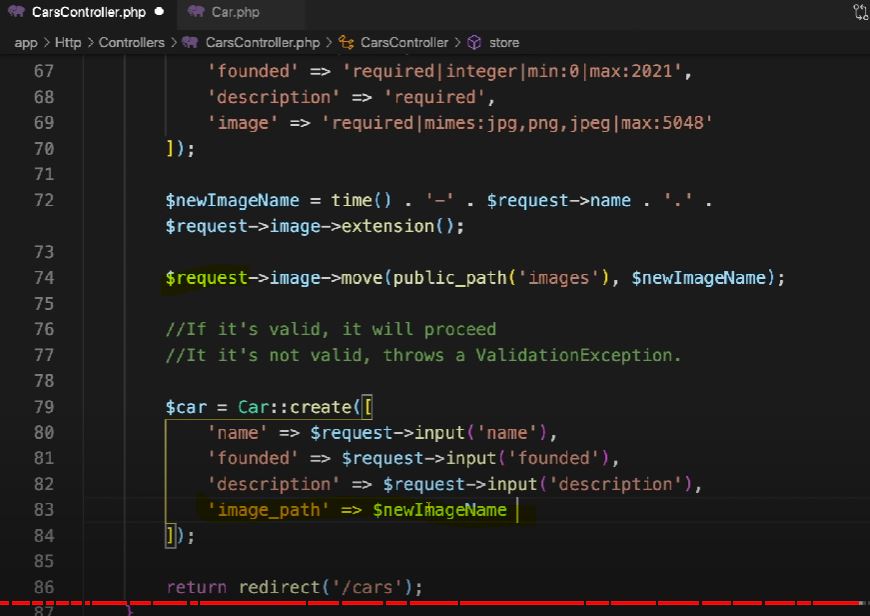 CarsController.php ● Car.php
app > Http > Controllers > CarsController.php > CarsController > store
67 'founded' => 'required|integer|min:0|max:2021',
68 'description' => 'required',
69 'image' => 'required|mimes:jpg,png,jpeg|max:5048'
70 ]);
71
72 $newImageName = time() . '-' . $request->name . '.' .
$request->image->extension();
73
74 $request->image->move(public_path('images'), $newImageName);
75
76 //If it's valid, it will proceed
77 //It it's not valid, throws a ValidationException.
78
79 $car = Car::create([
80 'name' => $request->input('name'),
81 'founded' => $request->input('founded'),
82 'description' => $request->input('description'),
83 'image_path' => $newImageName
84 ]);
85
86 return redirect('/cars');
87 }